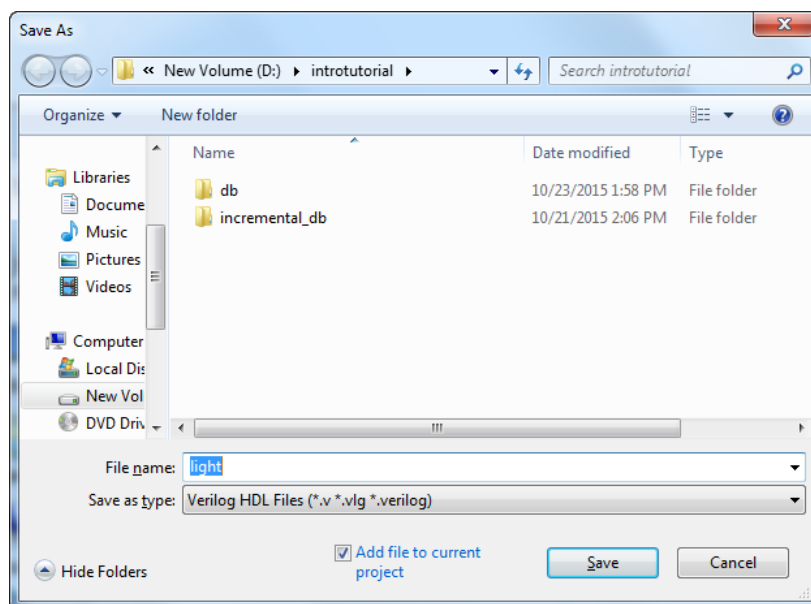 Save As
« New Volume (D:) ▸ introtutorial ▸
Search introtutorial
Organize ▾ New folder
Name Date modified Type
Libraries
Docume
Music
Pictures
Videos
Computer
Local Dis
New Vol
DVD Driv
db 10/23/2015 1:58 PM File folder
incremental_db 10/21/2015 2:06 PM File folder
File name: light
Save as type: Verilog HDL Files (*.v *.vlg *.verilog)
Hide Folders
Add file to current
project
Save Cancel